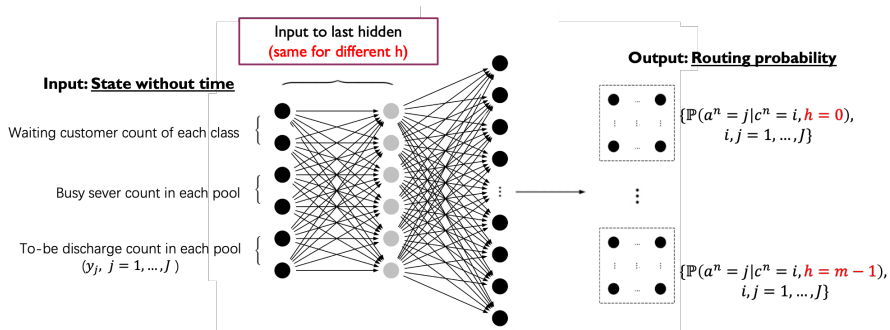 Input to last hidden
(same for different h)
Input: State without time
Output: Routing probability
Waiting customer count of each class
Busy sever count in each pool
To-be discharge count in each pool
(y_j, j = 1, ..., J )
...
{ℙ(a^n = j|c^n = i, h = 0),
i, j = 1, ..., J}
{ℙ(a^n = j|c^n = i, h = m − 1),
i, j = 1, ..., J}